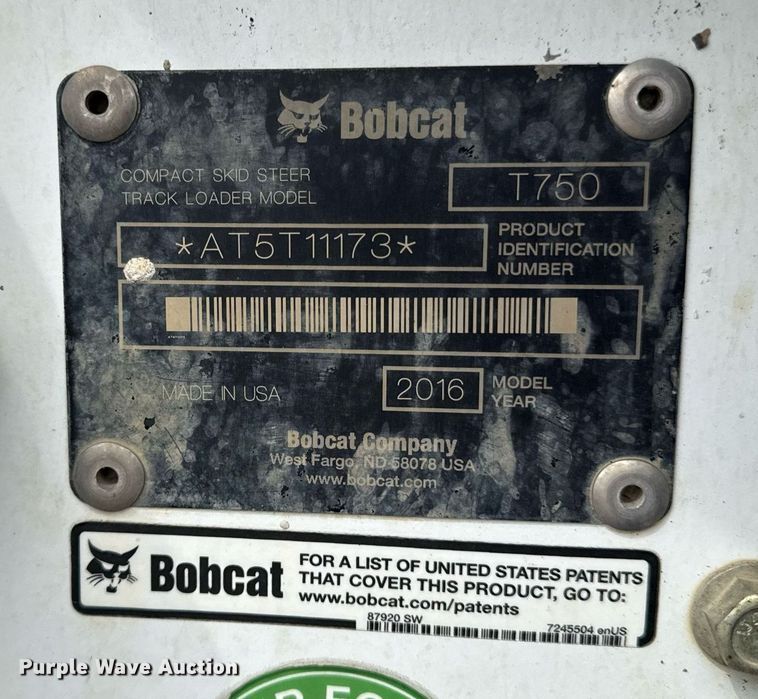 Bobcat
COMPACT SKID STEER
TRACK LOADER MODEL
T750
*AT5T11173*
PRODUCT
IDENTIFICATION
NUMBER
MADE IN USA
2016
MODEL
YEAR
Bobcat Company
West Fargo, ND 58078 USA
www.bobcat.com
Bobcat
FOR A LIST OF UNITED STATES PATENTS
THAT COVER THIS PRODUCT, GO TO:
www.bobcat.com/patents
87920 SW
7245504 enUS
Purple Wave Auction